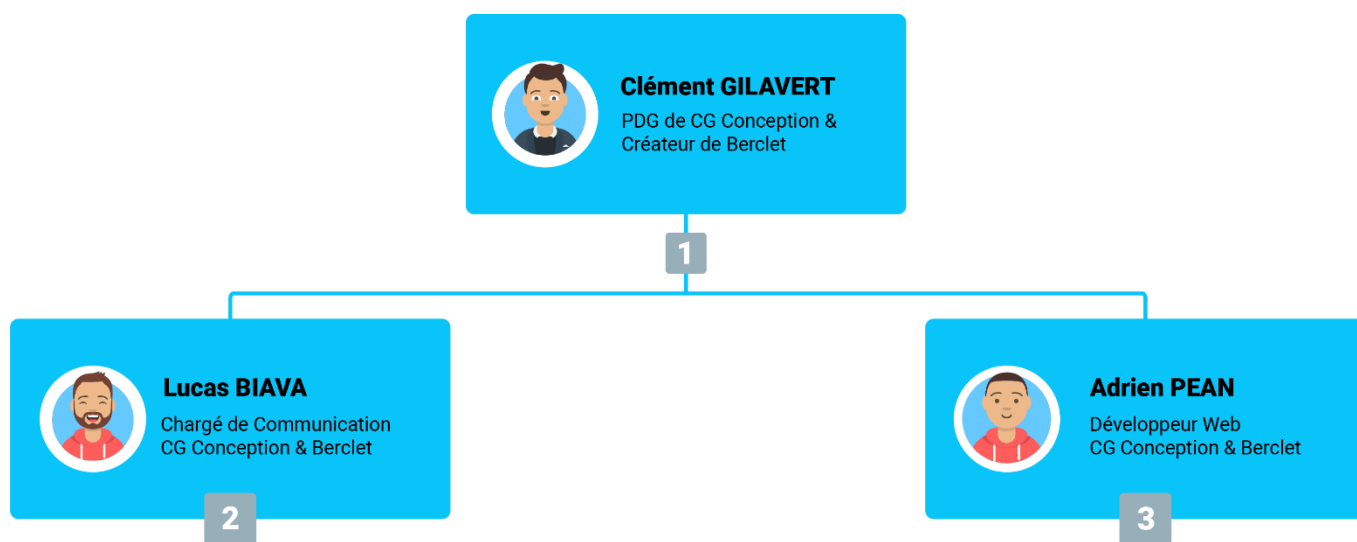 Clément GILAVERT
PDG de CG Conception &
Créateur de Berclet
1
Lucas BIAVA
Chargé de Communication
CG Conception & Berclet
2
Adrien PEAN
Développeur Web
CG Conception & Berclet
3